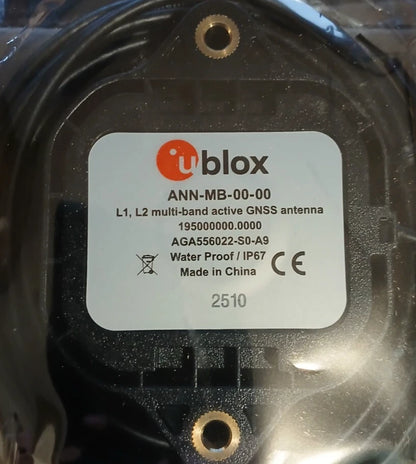 ublox
ANN-MB-00-00
L1, L2 multi-band active GNSS antenna
195000000.0000
AGA556022-S0-A9
Water Proof / IP67
Made in China
CE
2510